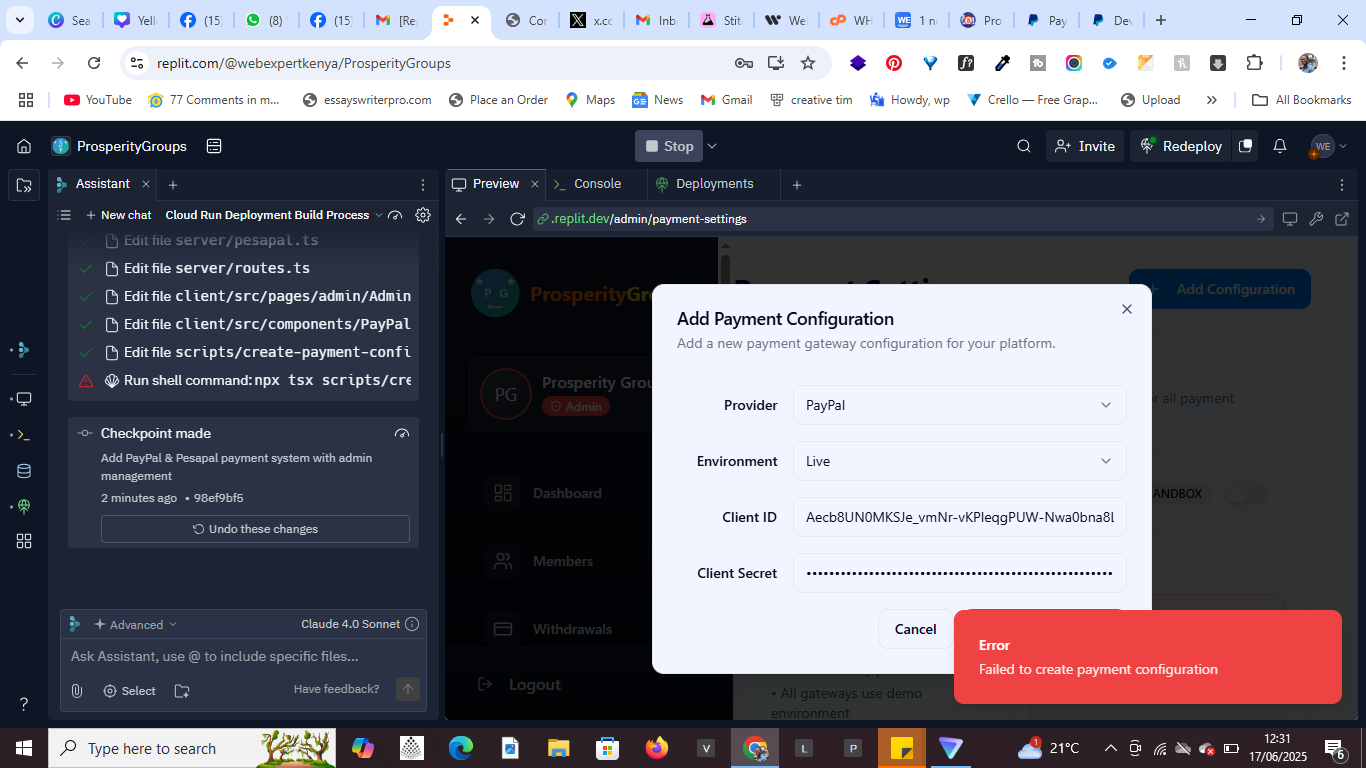 Sea
Yelle
(15)
(8)
(15)
[Re
Cor
x.co
Inb
Stit
Wel
WH
1 n
Pro
Pay
Dev
replit.com/@webexpertkenya/ProsperityGroups
YouTube
77 Comments in m...
essayswriterpro.com
Place an Order
Maps
News
Gmail
creative tim
Howdy, wp
Crello — Free Grap...
Upload
All Bookmarks
ProsperityGroups
Stop
Invite
Redeploy
WE
Assistant
Preview
Console
Deployments
New chat
Cloud Run Deployment Build Process
.replit.dev/admin/payment-settings
Edit file server/pesapal.ts
Edit file server/routes.ts
Edit file client/src/pages/admin/Admin
Edit file client/src/components/PayPal
Edit file scripts/create-payment-confi
Run shell command: npx tsx scripts/cre
Checkpoint made
Add PayPal & Pesapal payment system with admin
management
2 minutes ago • 98ef9bf5
Undo these changes
Advanced
Claude 4.0 Sonnet
Ask Assistant, use @ to include specific files...
Select
Have feedback?
P G
ProsperityGro
Add Configuration
PG
Prosperity Grou
Admin
Dashboard
Members
Withdrawals
Logout
Add Payment Configuration
Add a new payment gateway configuration for your platform.
Provider
PayPal
Environment
Live
Client ID
Aecb8UN0MKSJe_vmNr-vKPIeqgPUW-Nwa0bna8L
Client Secret
Cancel
or all payment
ANDBOX
• All gateways use demo
environment
Error
Failed to create payment configuration
Type here to search
V
L
P
1
21°C
12:31
17/06/2025
6